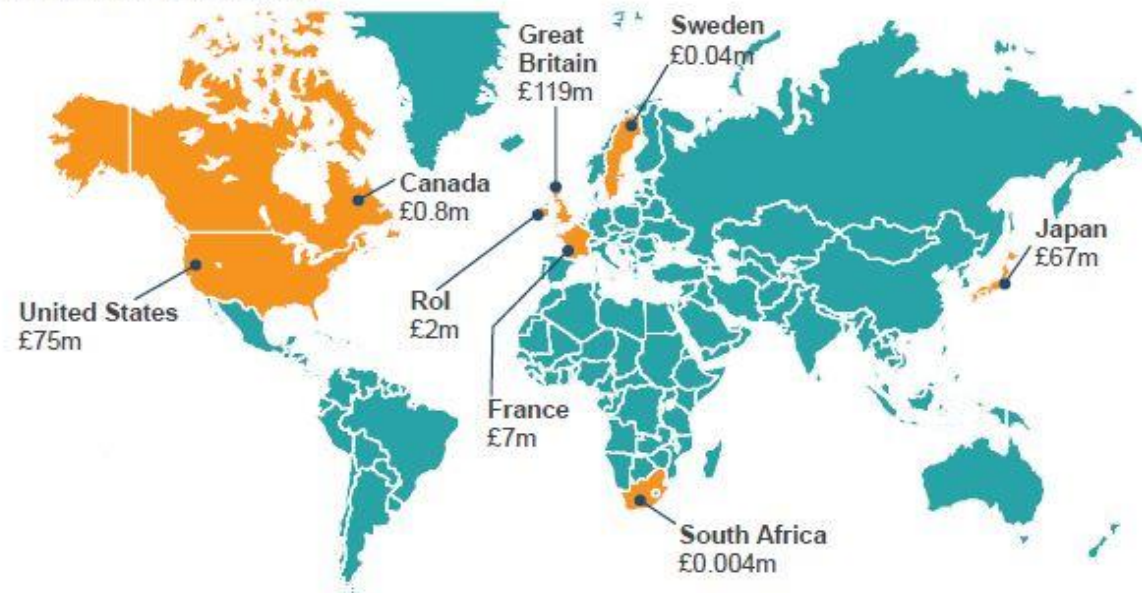 Great
Britain
£119m
Sweden
£0.04m
Canada
£0.8m
United States
£75m
RoI
£2m
France
£7m
Japan
£67m
South Africa
£0.004m